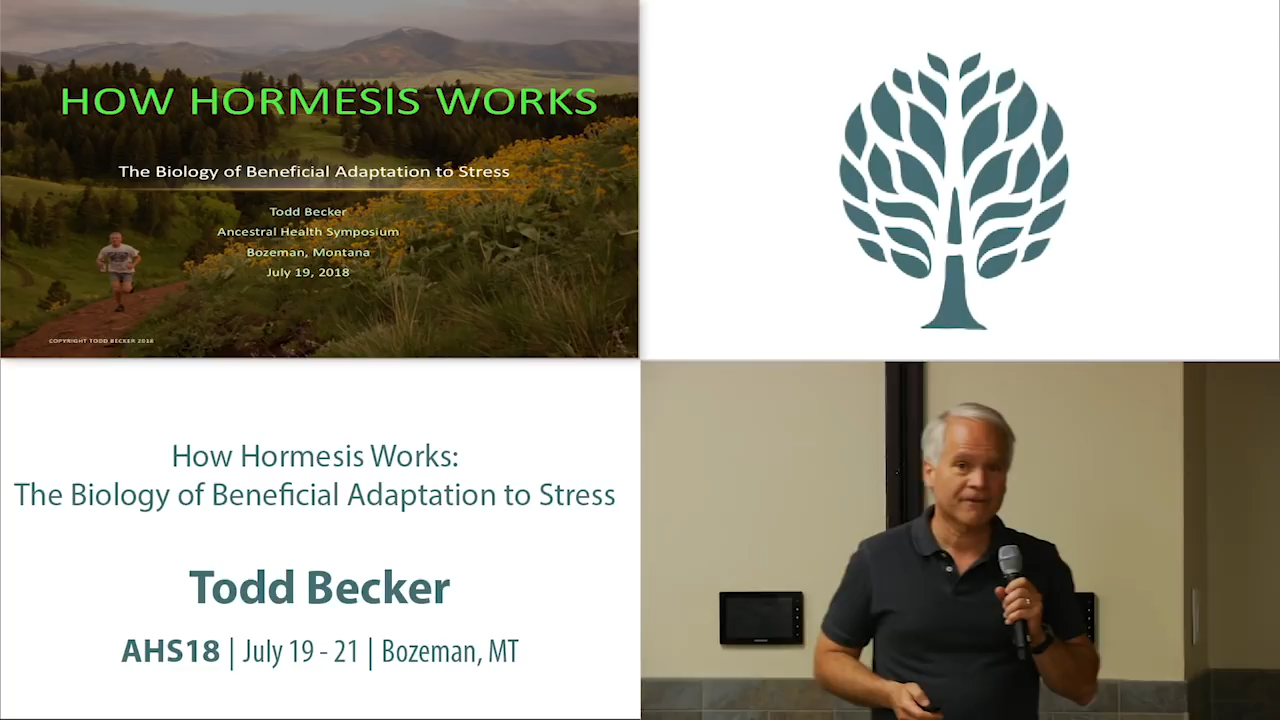 HOW HORMESIS WORKS
The Biology of Beneficial Adaptation to Stress
Todd Becker
Ancestral Health Symposium
Bozeman, Montana
July 19, 2018
COPYRIGHT TODD BECKER 2018
How Hormesis Works:
The Biology of Beneficial Adaptation to Stress
Todd Becker
AHS18 | July 19 - 21 | Bozeman, MT